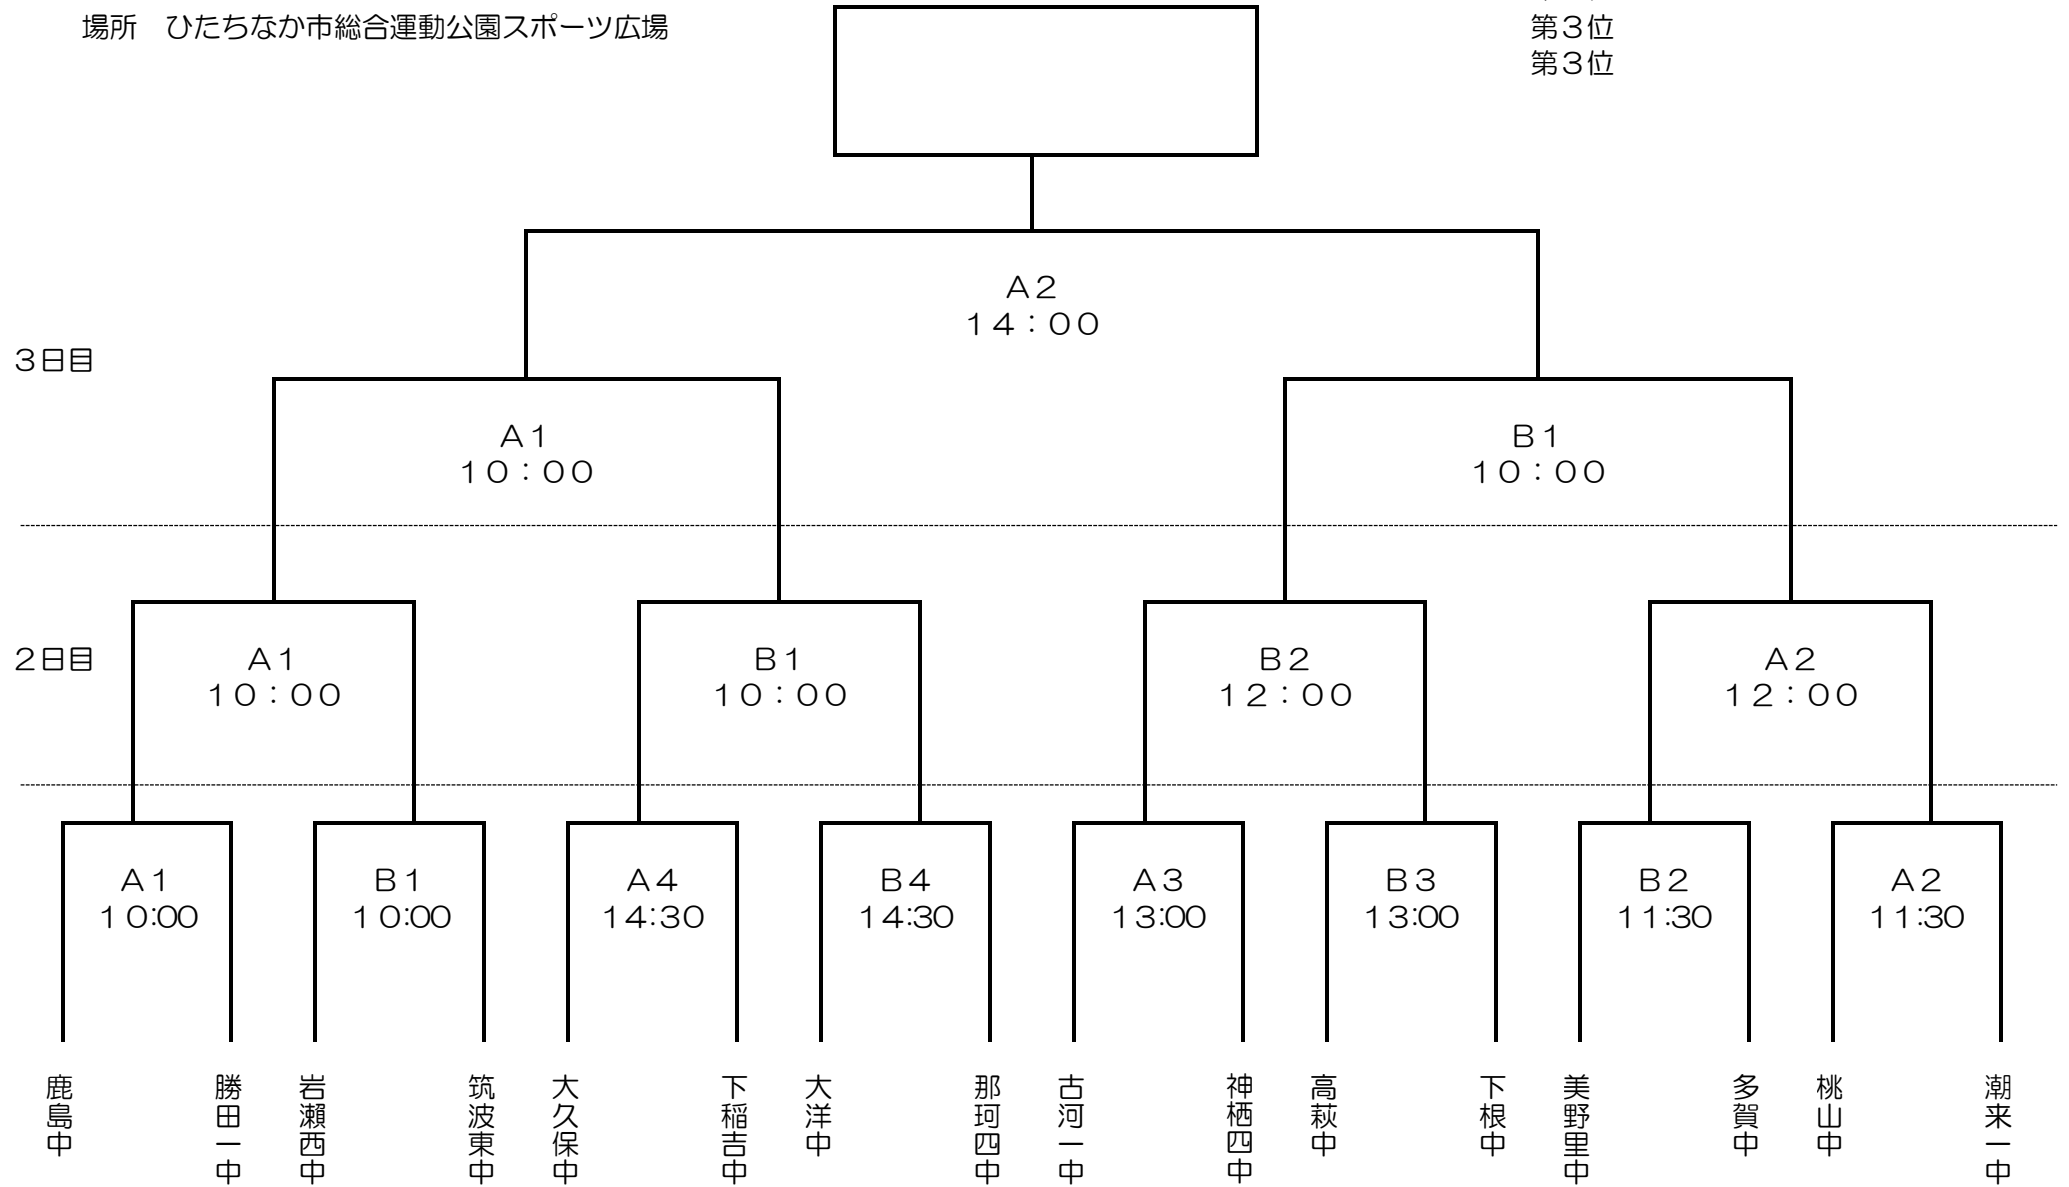 場所　ひたちなか市総合運動公園スポーツ広場
第３位
第３位
Ａ２
１４：００
３日目
Ａ１
１０：００
Ｂ１
１０：００
２日目
Ａ１
１０：００
Ｂ１
１０：００
Ｂ２
１２：００
Ａ２
１２：００
Ａ１
１０:００
Ｂ１
１０:００
Ａ４
１４:３０
Ｂ４
１４:３０
Ａ３
１３:００
Ｂ３
１３:００
Ｂ２
１１:３０
Ａ２
１１:３０
鹿島中
勝田一中
岩瀬西中
筑波東中
大久保中
下稲吉中
大洋中
那珂四中
古河一中
神栖四中
高萩中
下根中
美野里中
多賀中
桃山中
潮来一中